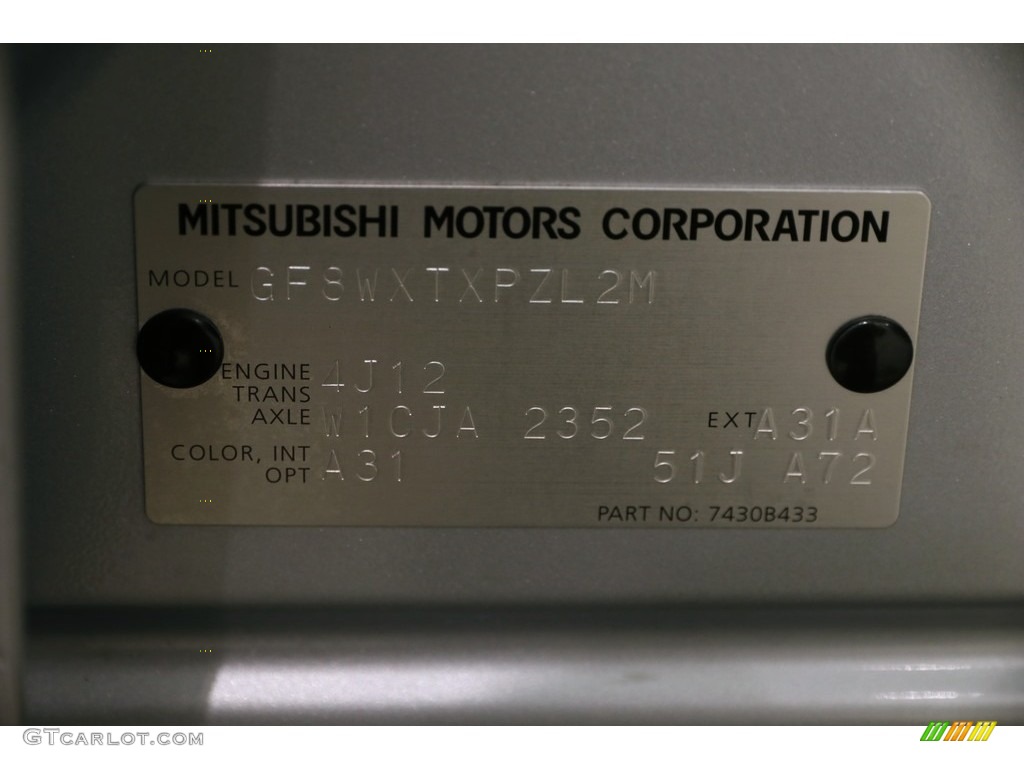 MITSUBISHI MOTORS CORPORATION
MODEL GF8WXTXPZL2M
ENGINE 4J12
TRANS
AXLE W1CJA 2352 EXT A31A
COLOR, INT
OPT A31 51J A72
PART NO: 7430B433
GTCARLOT.COM